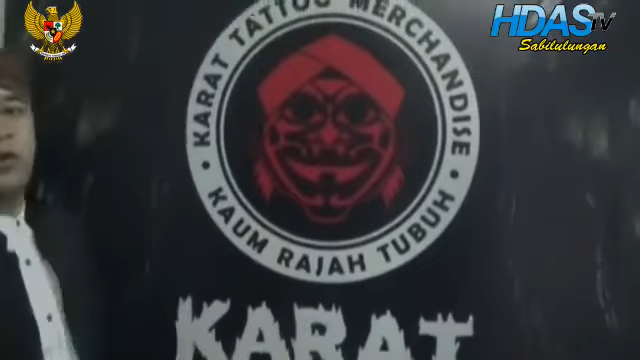 HDAS TV
Sabilulungan
KARAT TATTOO MERCHANDISE
KAUM RAJAH TUBUH
KARAT